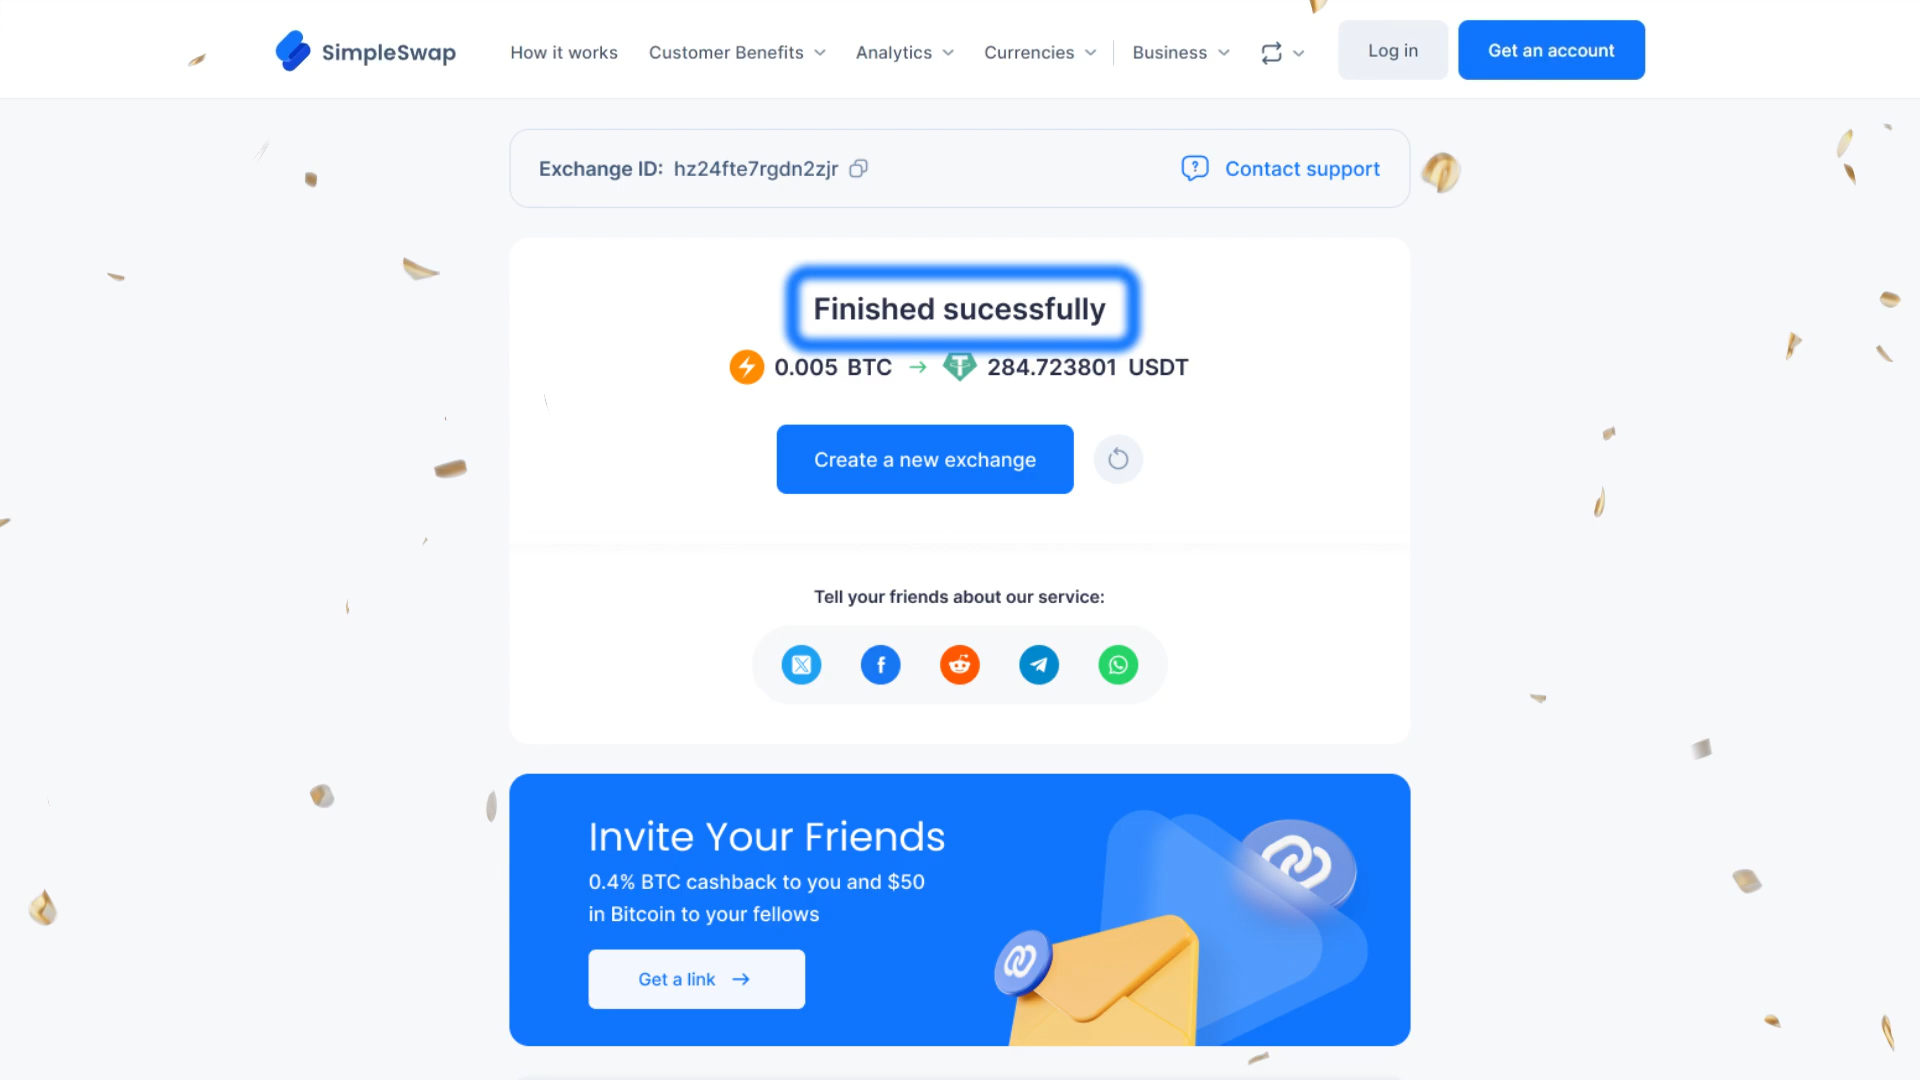 SimpleSwap
How it works
Customer Benefits
Analytics
Currencies
Business
Log in
Get an account
Exchange ID: hz24fte7rgdn2zjr
Contact support
Finished sucessfully
0.005 BTC → 284.723801 USDT
Create a new exchange
Tell your friends about our service:
Invite Your Friends
0.4% BTC cashback to you and $50
in Bitcoin to your fellows
Get a link →